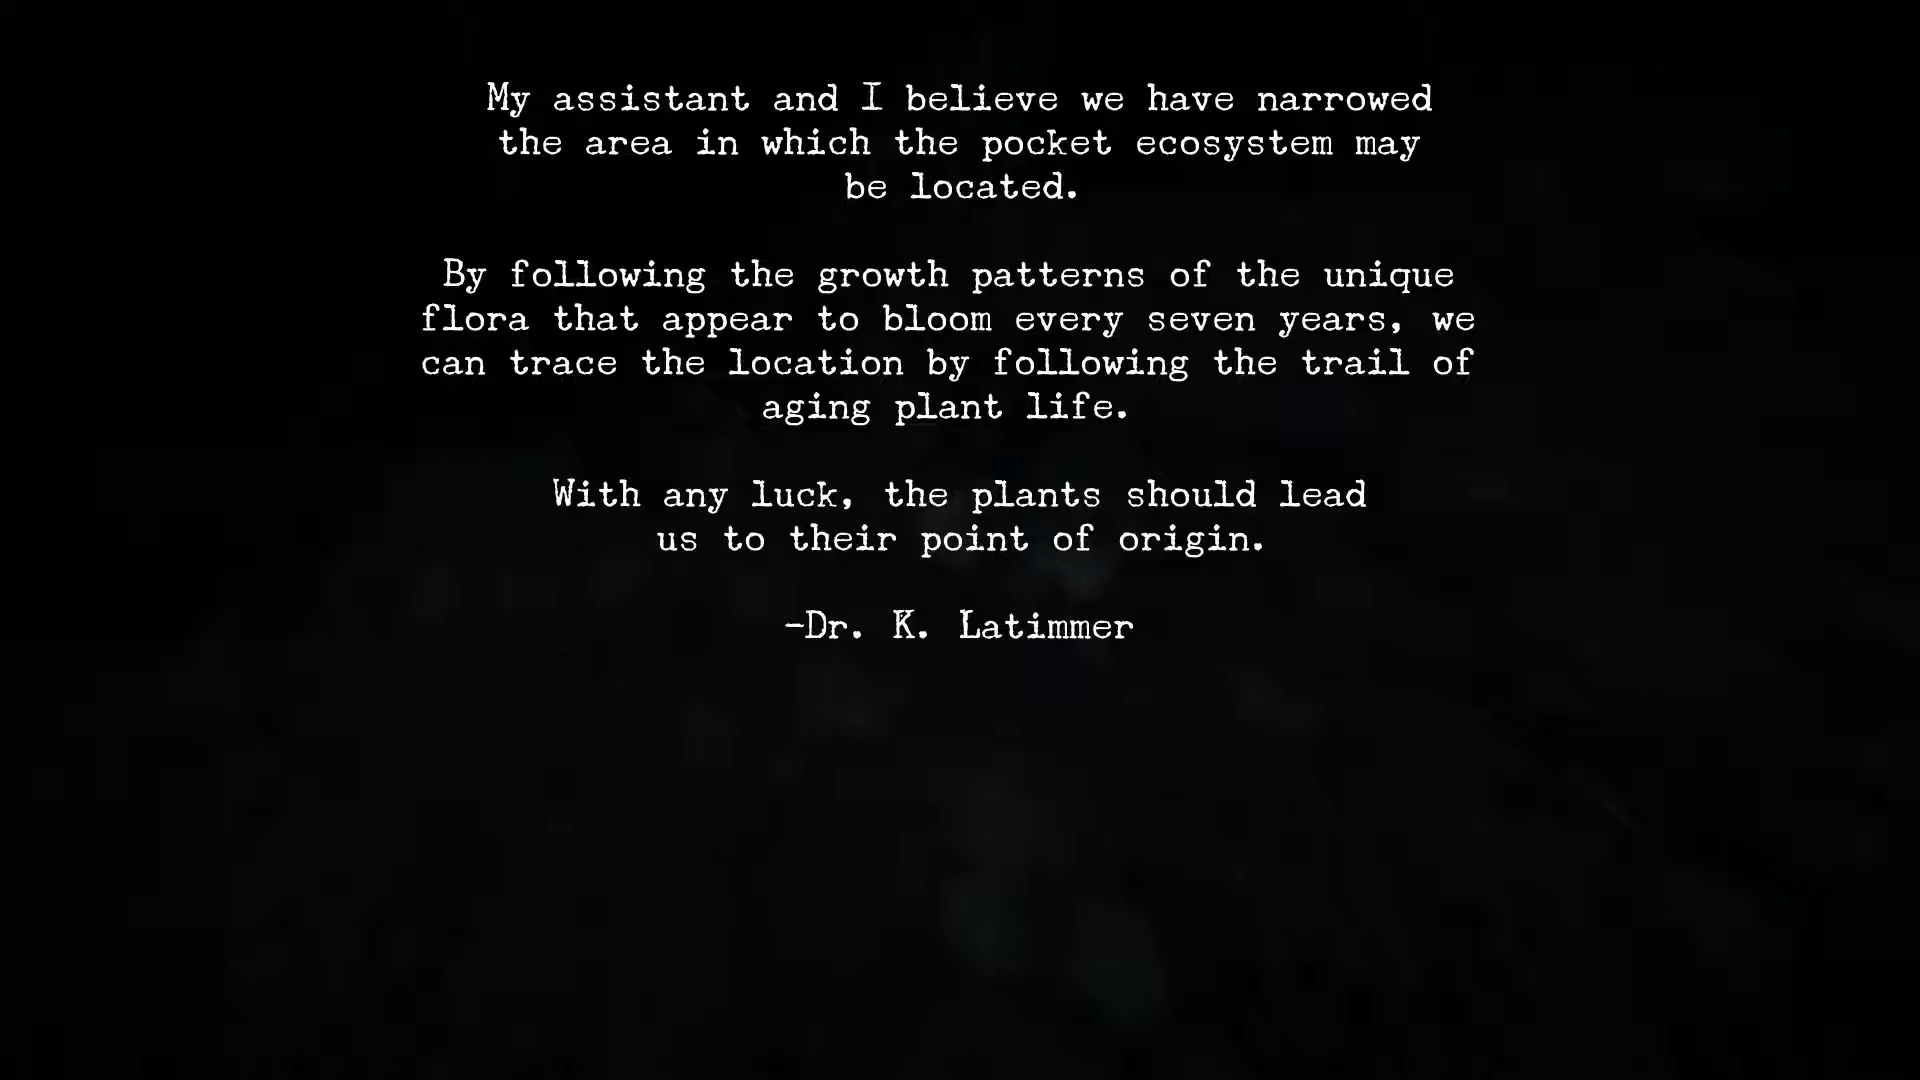 My assistant and I believe we have narrowed
the area in which the pocket ecosystem may
be located.
By following the growth patterns of the unique
flora that appear to bloom every seven years, we
can trace the location by following the trail of
aging plant life.
With any luck, the plants should lead
us to their point of origin.
-Dr. K. Latimmer